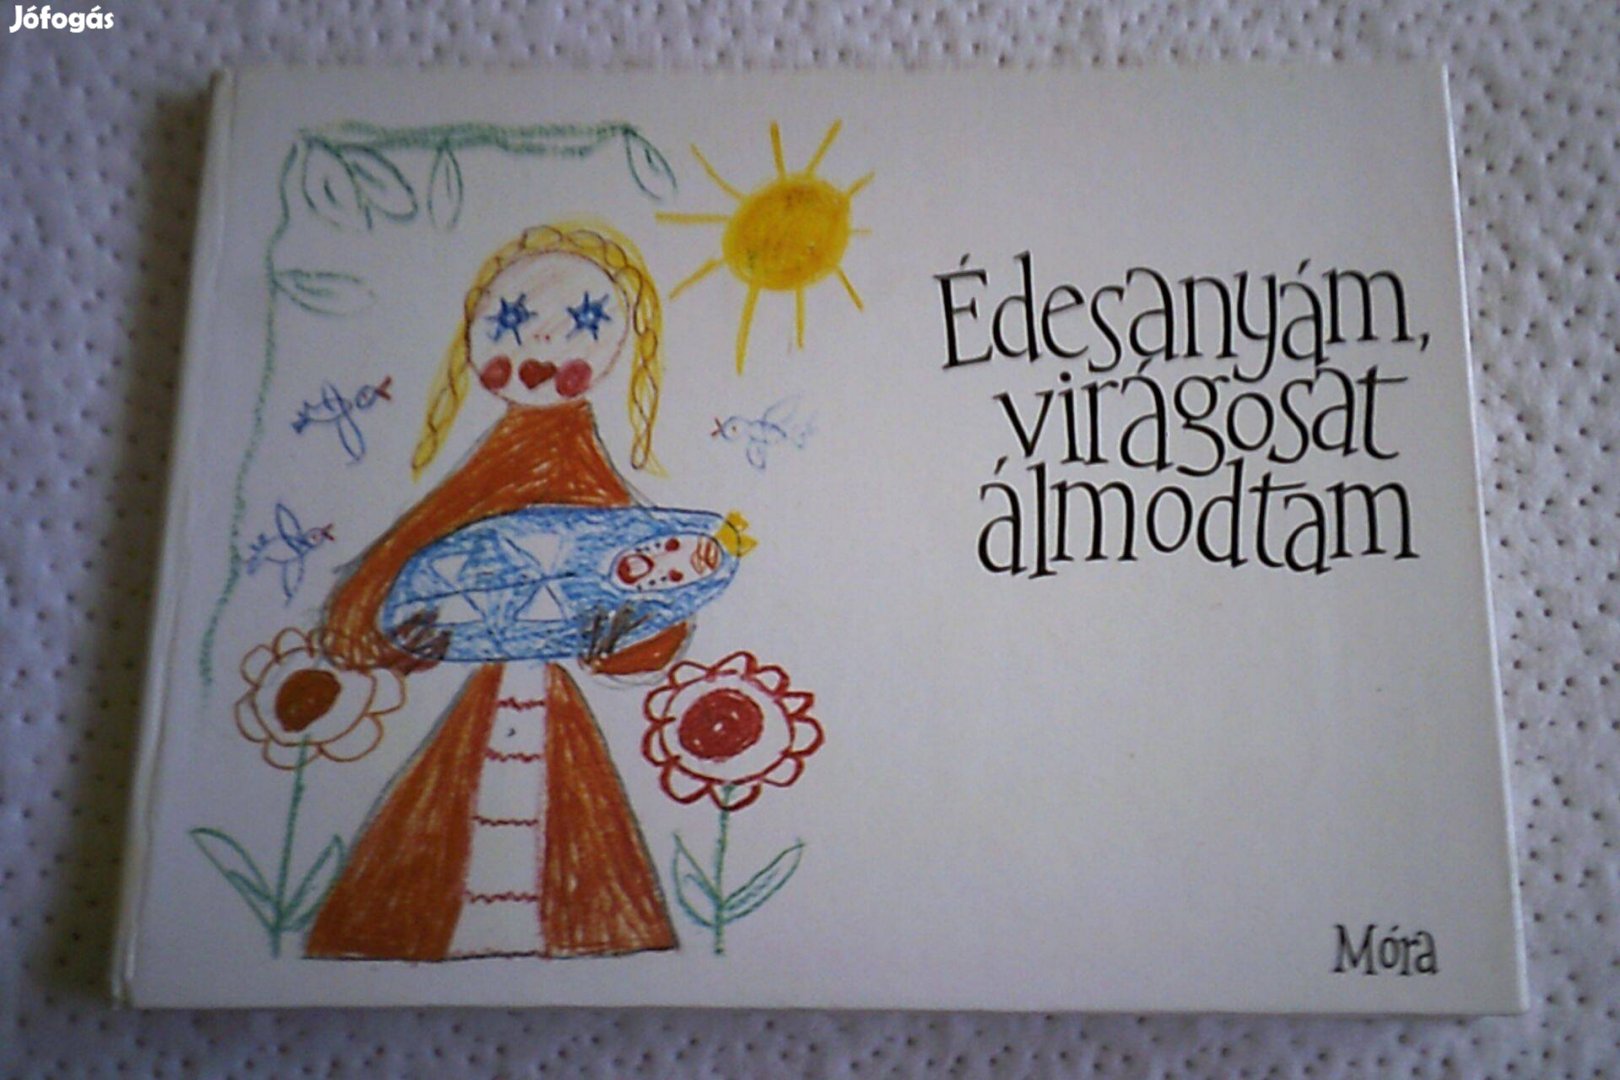 Jófogás
Édesanyám,
virágosat
álmodtam
Móra